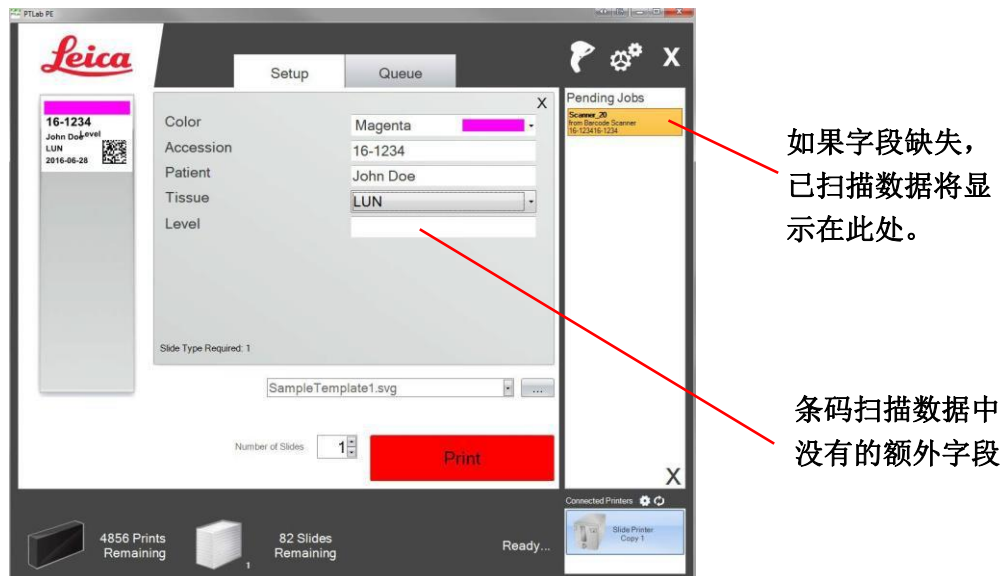 PTLab PE
Leica
Setup
Queue
X
16-1234
John Doe
Level
LUN
2016-06-28
X
Color
Magenta
Accession
16-1234
Patient
John Doe
Tissue
LUN
Level
Slide Type Required: 1
SampleTemplate1.svg
...
Number of Slides
1
Print
Pending Jobs
Scanner_20
from Barcode Scanner
16-123416-1234
X
4856 Prints
Remaining
1
82 Slides
Remaining
Ready...
Connected Printers
Slide Printer
Copy 1
如果字段缺失，
已扫描数据将显
示在此处。
条码扫描数据中
没有的额外字段